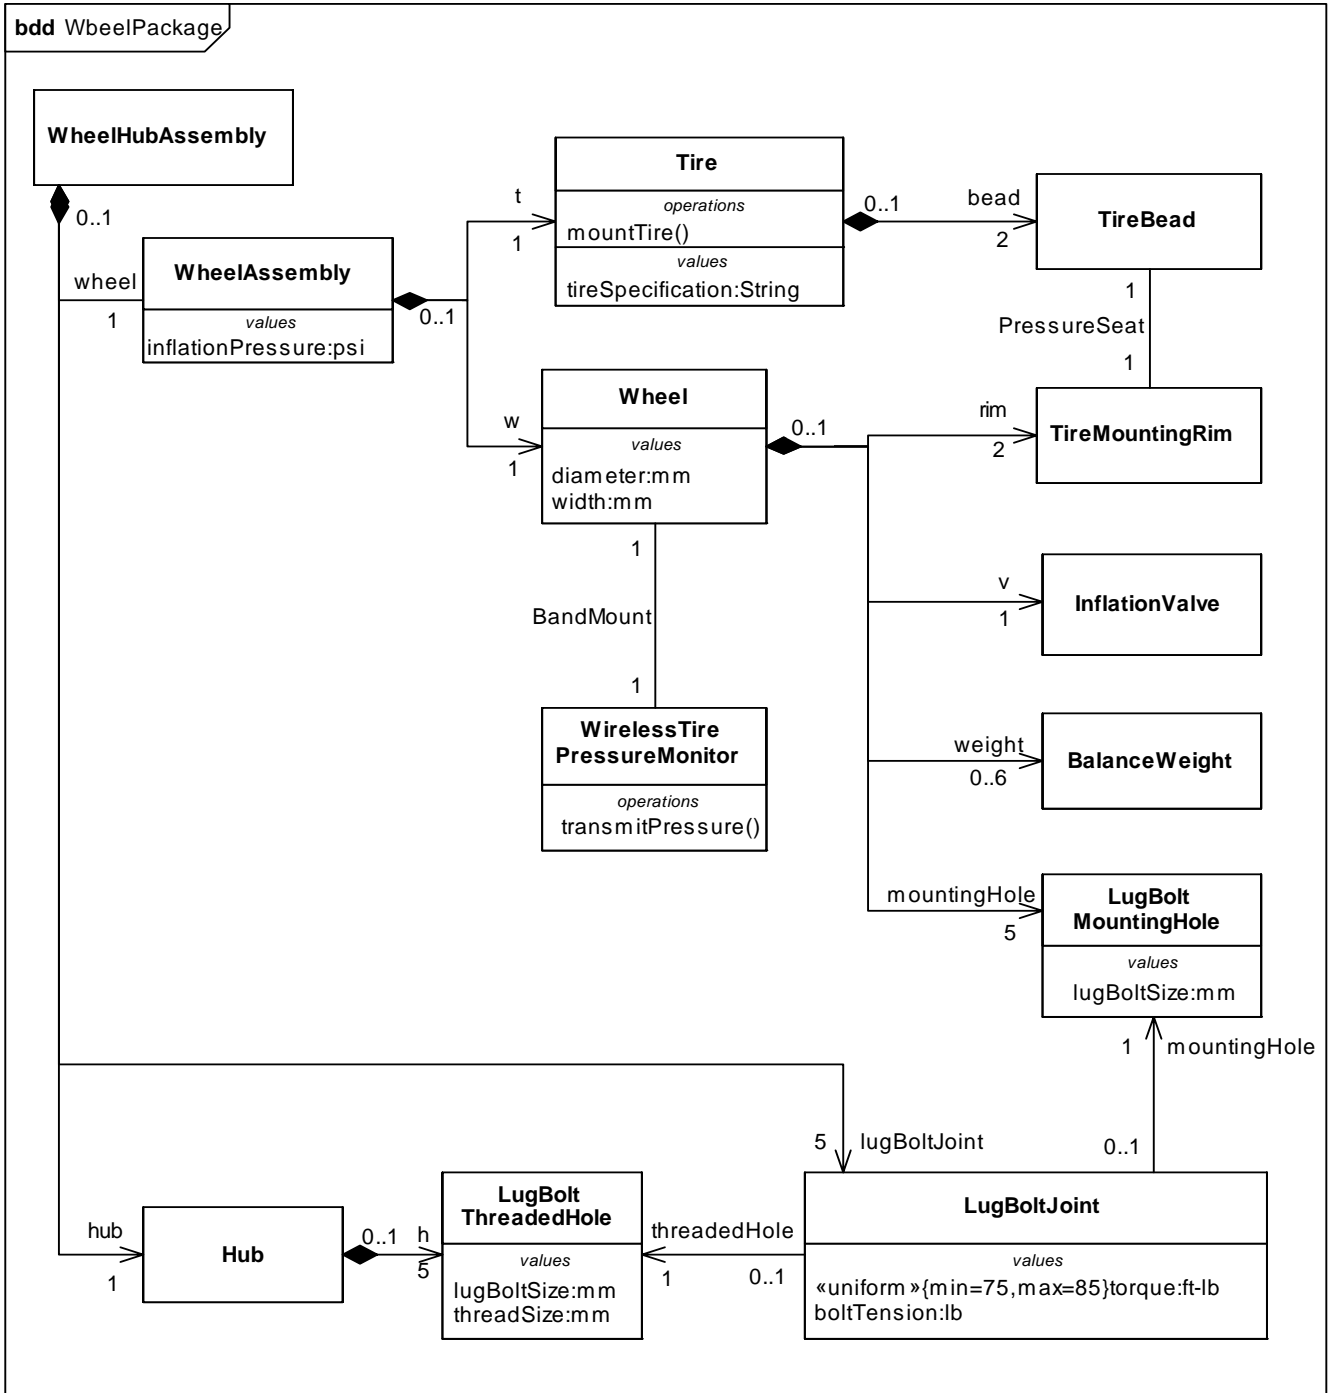 bdd WbeelPackage
WheelHubAssembly
0..1
wheel
1
WheelAssembly
values
inflationPressure:psi
0..1
t
1
Tire
operations
mountTire()
values
tireSpecification:String
0..1
bead
2
TireBead
1
PressureSeat
1
w
1
Wheel
values
diameter:mm
width:mm
0..1
rim
2
TireMountingRim
1
BandMount
1
v
1
InflationValve
WirelessTire
PressureMonitor
operations
transmitPressure()
weight
0..6
BalanceWeight
mountingHole
5
LugBolt
MountingHole
values
lugBoltSize:mm
1
mountingHole
0..1
5
lugBoltJoint
hub
1
Hub
0..1
h
5
LugBolt
ThreadedHole
values
lugBoltSize:mm
threadSize:mm
threadedHole
1
0..1
LugBoltJoint
values
«uniform»{min=75,max=85}torque:ft-lb
boltTension:lb